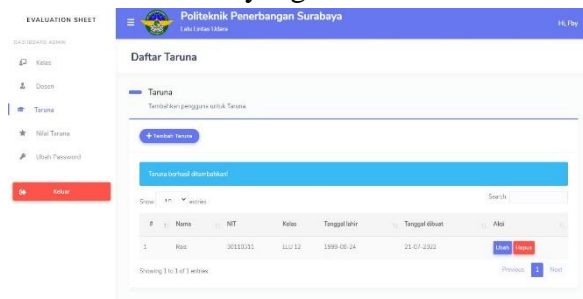 EVALUATION SHEET
Politeknik Penerbangan Surabaya
Lalu Lintas Udara
Hi, Fby
DASHBOARD ADMIN
Kelas
Dosen
Taruna
Nilai Taruna
Ubah Password
Keluar
Daftar Taruna
Taruna
Tambahkan pengguna untuk Taruna
+ Tambah Taruna
Taruna berhasil ditambahkan!
Show entries
Search
# Nama NIT Kelas Tanggal lahir Tanggal dibuat Aksi
1 30118311 LLU 12 1999-06-24 21-07-2022 Ubah Hapus
Showing 1 to 1 of 1 entries
Previous 1 Next